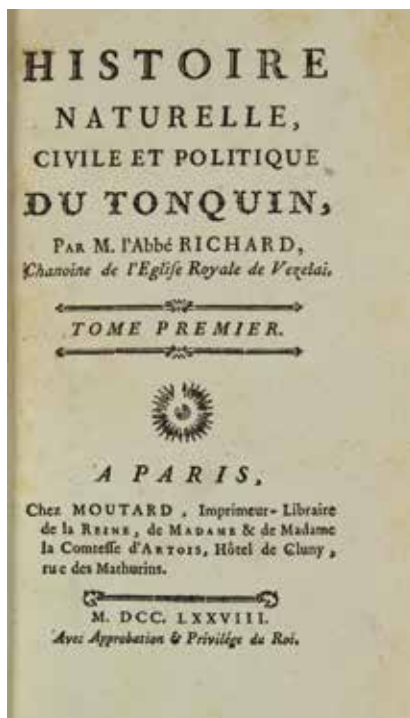 HISTOIRE
NATURELLE,
CIVILE ET POLITIQUE
DU TONQUIN,
PAR M. l'Abbé RICHARD,
Chanoine de l'Egliſe Royale de Vezelai.
TOME PREMIER.
A PARIS,
Chez MOUTARD, Imprimeur-Libraire
de la REINE, de MADAME & de Madame
la Comteſſe d'ARTOIS, Hôtel de Cluny,
rue des Mathurins.
M. DCC. LXXVIII.
Avec Approbation & Privilége du Roi.